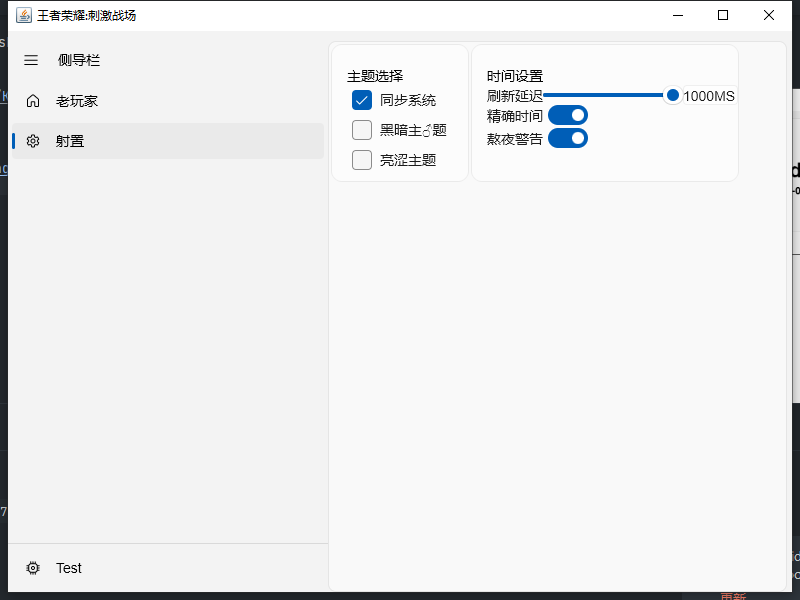 王者荣耀:刺激战场
侧导栏
老玩家
射置
Test
主题选择
同步系统
黑暗主♂题
亮涩主题
时间设置
刷新延迟 1000MS
精确时间
熬夜警告
更新